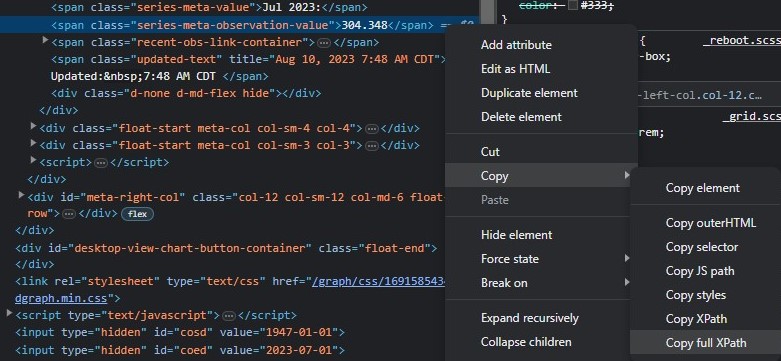 <span class="series-meta-value">Jul 2023:</span>
<span class="series-meta-observation-value">304.348</span> == $0
<span class="recent-obs-link-container">…</span>
<span class="updated-text" title="Aug 10, 2023 7:48 AM CDT">
Updated:&nbsp;7:48 AM CDT </span>
<div class="d-none d-md-flex hide"></div>
</div>
<div class="float-start meta-col col-sm-4 col-4">…</div>
<div class="float-start meta-col col-sm-3 col-3">…</div>
<script>…</script>
</div>
<div id="meta-right-col" class="col-12 col-sm-12 col-md-6 float
row">…</div> flex
</div>
<div id="desktop-view-chart-button-container" class="float-end">
</div>
<link rel="stylesheet" type="text/css" href="/graph/css/169158543
dgraph.min.css">
<script type="text/javascript">…</script>
<input type="hidden" id="cosd" value="1947-01-01">
<input type="hidden" id="coed" value="2023-07-01">
color: #333;
}
{ _reboot.scss
-box;
-left-col.col-12.c…
_grid.scs
rem;
Add attribute
Edit as HTML
Duplicate element
Delete element
Cut
Copy
Paste
Hide element
Force state
Break on
Expand recursively
Collapse children
Copy element
Copy outerHTML
Copy selector
Copy JS path
Copy styles
Copy XPath
Copy full XPath